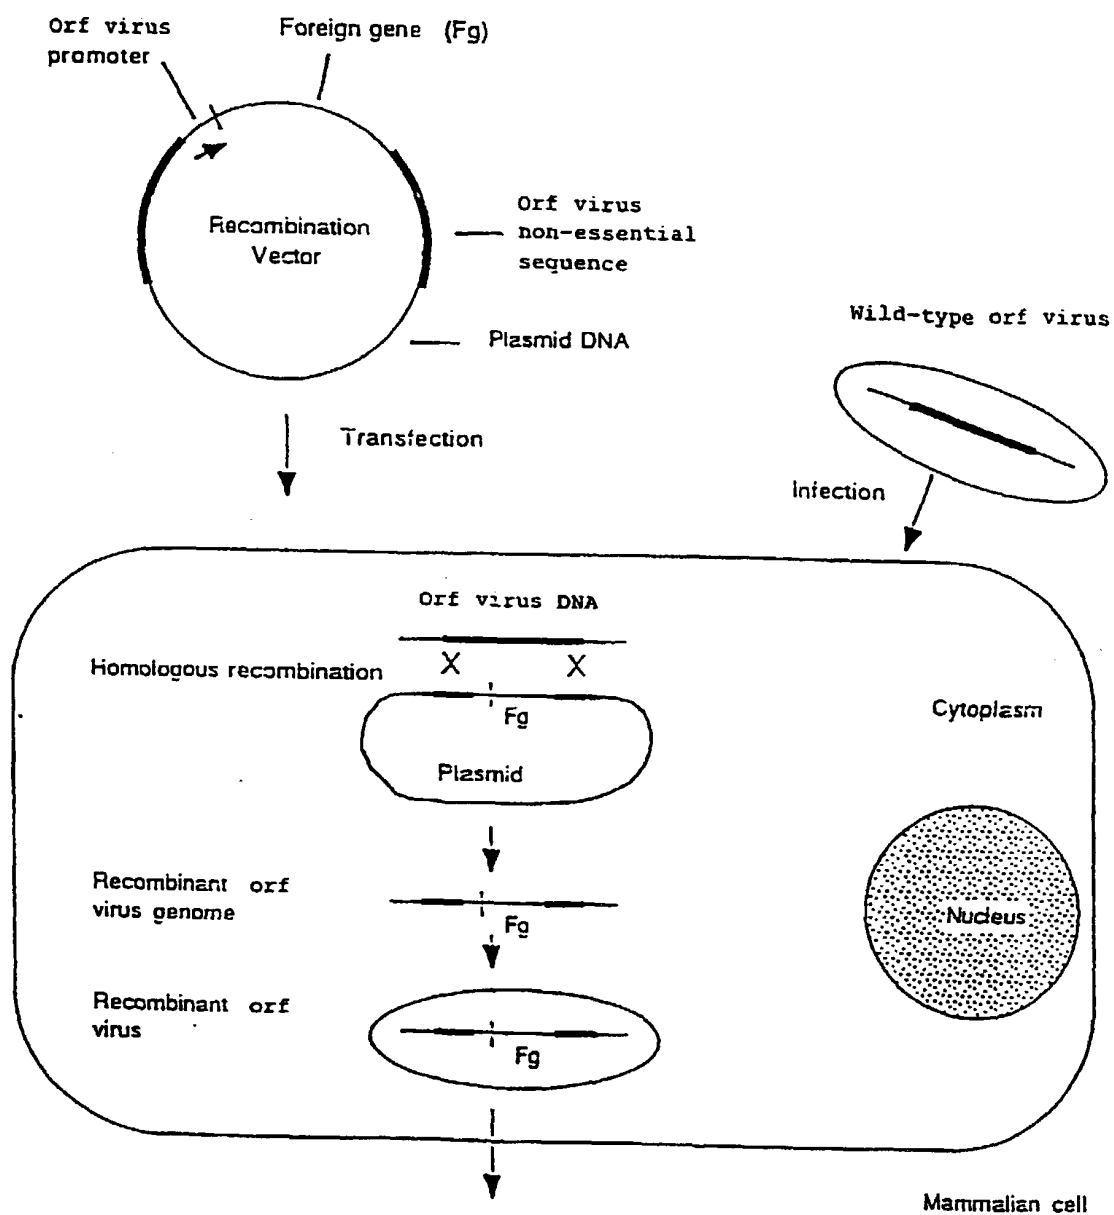 Orf virus
promoter
Foreign gene (Fg)
Recombination
Vector
Orf virus
non-essential
sequence
Plasmid DNA
Wild-type orf virus
Transfection
Infection
Orf virus DNA
X X
Homologous recombination
Fg
Cytoplasm
Plasmid
Recombinant orf
virus genome
Fg
Nucleus
Recombinant orf
virus
Fg
Mammalian cell